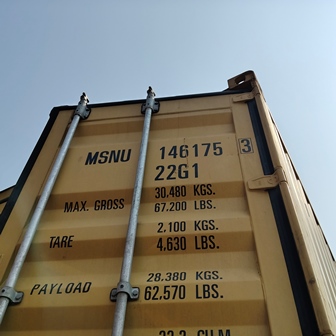 MSNU 146175 3
22G1
30.480 KGS.
MAX. GROSS 67.200 LBS.
2.100 KGS.
TARE 4.630 LBS.
28.380 KGS.
PAYLOAD 62.570 LBS.